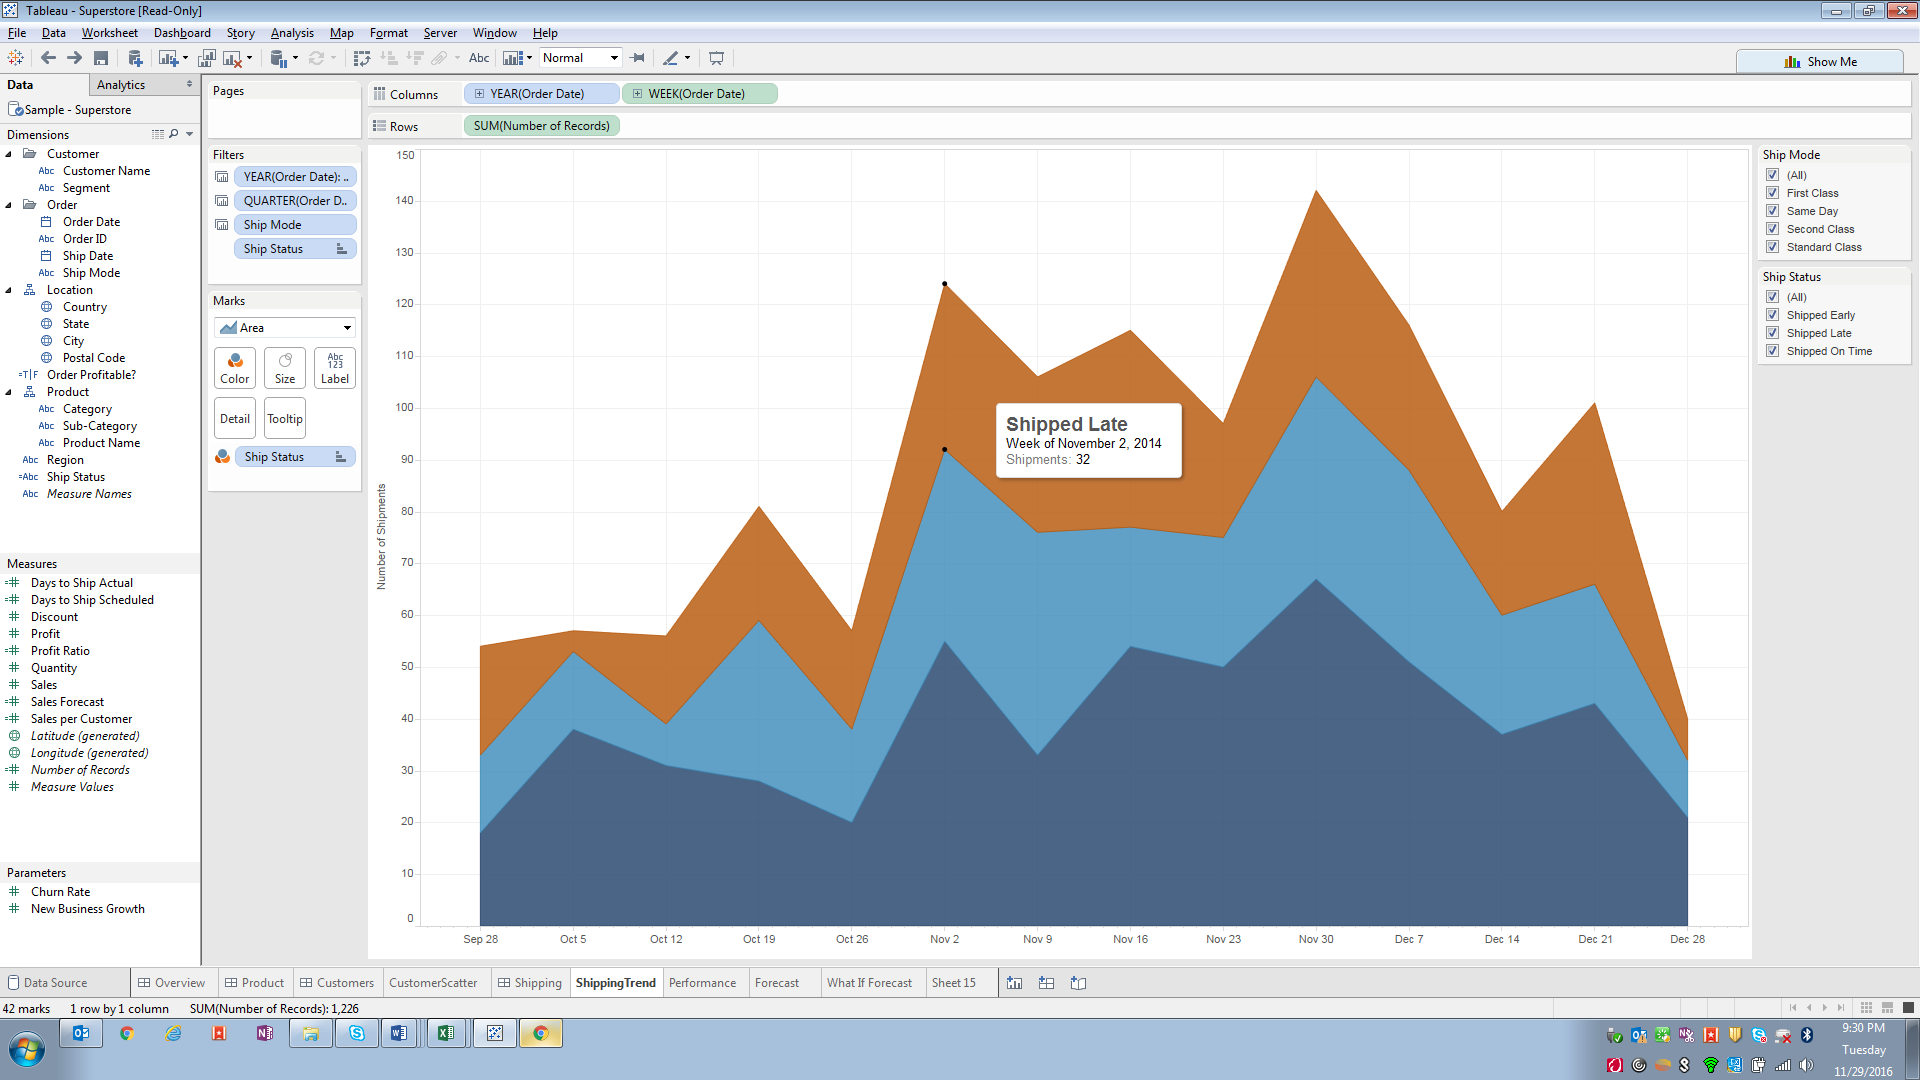 Tableau - Superstore [Read-Only]
File Data Worksheet Dashboard Story Analysis Map Format Server Window Help
Abc Normal
Show Me
Data Analytics
Sample - Superstore
Dimensions
Customer
Abc Customer Name
Abc Segment
Order
Order Date
Abc Order ID
Ship Date
Abc Ship Mode
Location
Country
State
City
Postal Code
=T|F Order Profitable?
Product
Abc Category
Abc Sub-Category
Abc Product Name
Abc Region
=Abc Ship Status
Abc Measure Names
Measures
=# Days to Ship Actual
=# Days to Ship Scheduled
# Discount
# Profit
=# Profit Ratio
# Quantity
# Sales
=# Sales Forecast
=# Sales per Customer
Latitude (generated)
Longitude (generated)
=# Number of Records
# Measure Values
Parameters
# Churn Rate
# New Business Growth
Pages
Filters
YEAR(Order Date): ..
QUARTER(Order D..
Ship Mode
Ship Status
Marks
Area
Color
Size
Abc
123
Label
Detail
Tooltip
Ship Status
Columns YEAR(Order Date) WEEK(Order Date)
Rows SUM(Number of Records)
150
140
130
120
110
100
90
80
70
60
50
40
30
20
10
0
Number of Shipments
Shipped Late
Week of November 2, 2014
Shipments: 32
Sep 28 Oct 5 Oct 12 Oct 19 Oct 26 Nov 2 Nov 9 Nov 16 Nov 23 Nov 30 Dec 7 Dec 14 Dec 21 Dec 28
Ship Mode
(All)
First Class
Same Day
Second Class
Standard Class
Ship Status
(All)
Shipped Early
Shipped Late
Shipped On Time
Data Source Overview Product Customers CustomerScatter Shipping ShippingTrend Performance Forecast What If Forecast Sheet 15
42 marks 1 row by 1 column SUM(Number of Records): 1,226
9:30 PM
Tuesday
11/29/2016